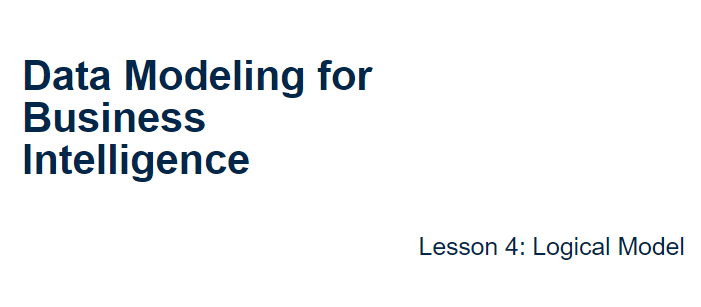 Data Modeling for
Business
Intelligence
Lesson 4: Logical Model